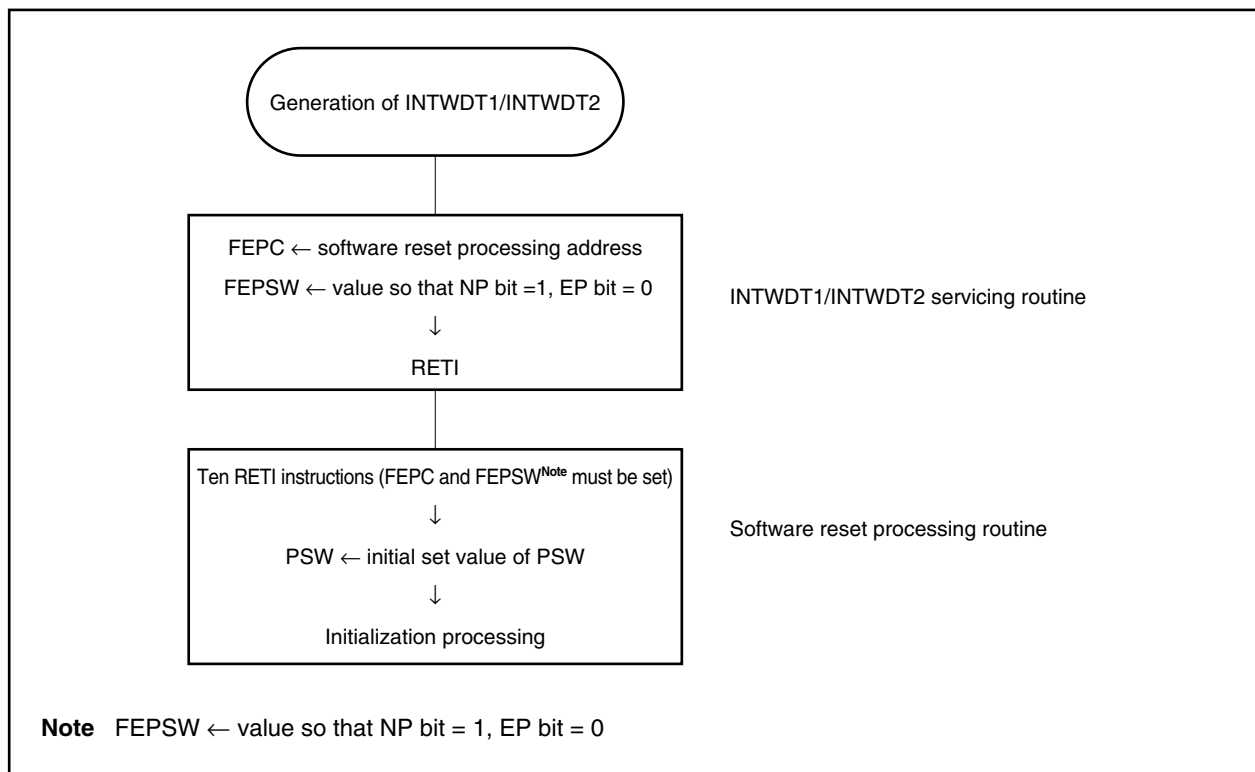 Generation of INTWDT1/INTWDT2
FEPC ← software reset processing address
FEPSW ← value so that NP bit =1, EP bit = 0
↓
RETI
INTWDT1/INTWDT2 servicing routine
Ten RETI instructions (FEPC and FEPSWNote must be set)
↓
PSW ← initial set value of PSW
↓
Initialization processing
Software reset processing routine
Note FEPSW ← value so that NP bit = 1, EP bit = 0